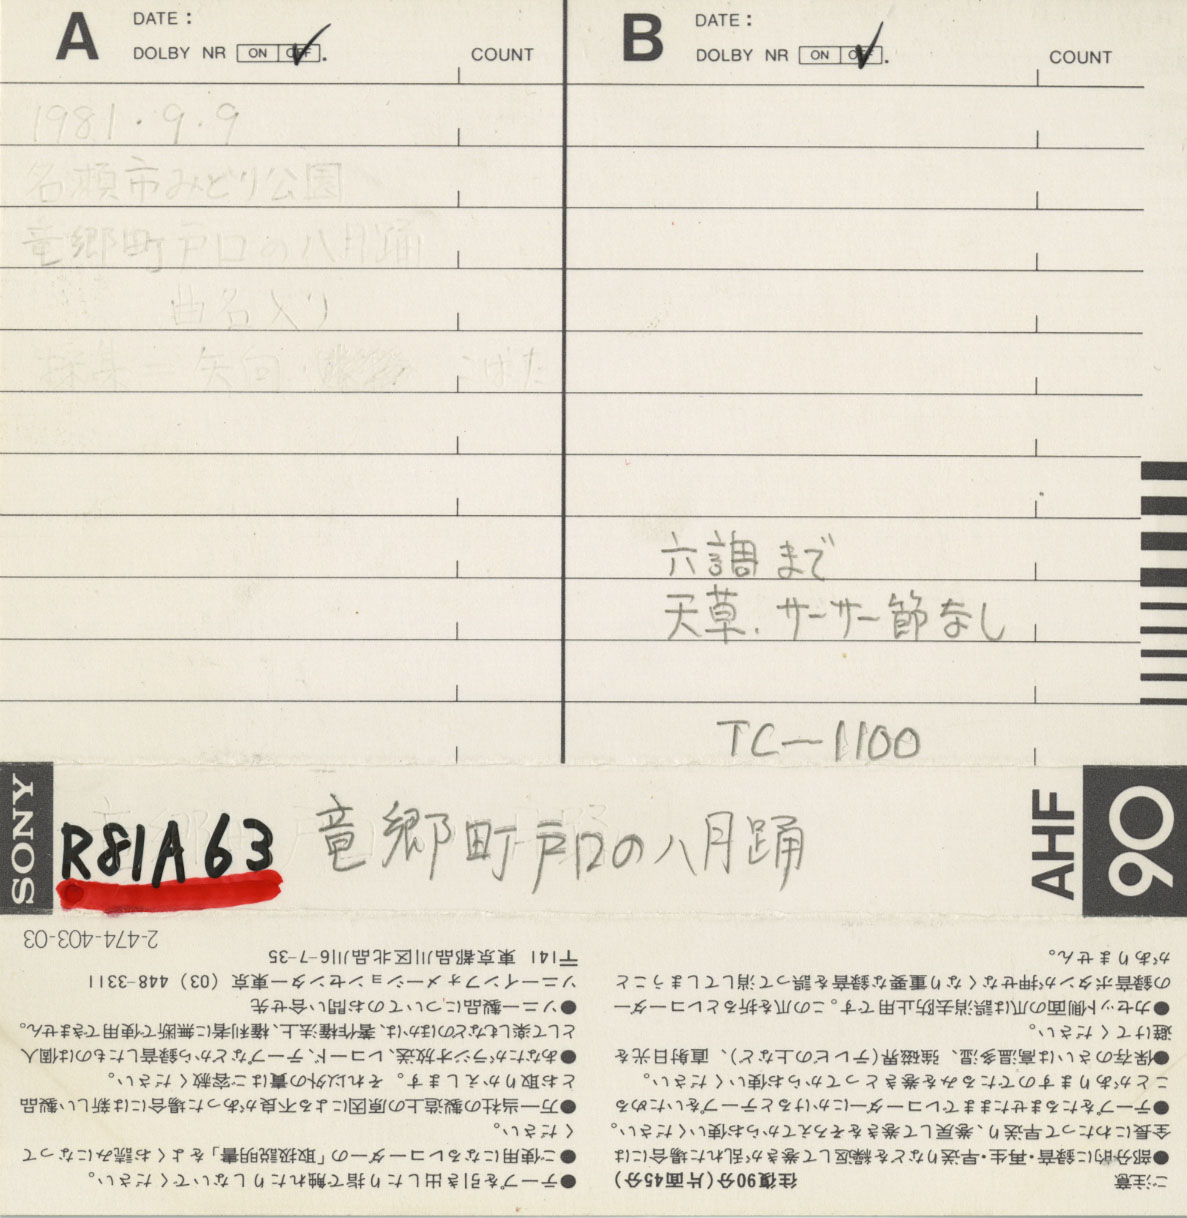 A
DATE :
DOLBY NR ON OFF.
COUNT
1981.9.9
名瀬市みどり公園
竜郷町戸口の八月踊
曲名入り
採集＝矢向・ こばた
B
DATE :
DOLBY NR ON OFF.
COUNT
六調まで
天草.サーサー節なし
TC-1100
SONY
R81A63
竜郷町戸口の八月踊
AHF
90
ご注意　往復90分(片面45分)
●部分的に録音・再生・早送りなどを繰返して巻きが乱れた場合には
全長にわたって早送り、巻戻して巻きをそろえてからお使いください。
●テープをたるませたままでレコーダーにかけるとテープをいためる
ことがありますのでたるみを巻きとってからお使いください。
●保存のさいは高温多湿、強磁界(テレビの上など)、直射日光を
避けてください。
●カセット側面の爪は誤消去防止用です。この爪を折るとレコーダー
の録音ボタンが押せなくなり重要な録音を誤って消してしまうこと
がありません。
●テープを引き出したり指で触れたりしないでください。
●ご使用になるレコーダーの「取扱説明書」をよくお読みになって
ください。
●万一当社の製造上の原因による不良があった場合には新しい製品
とお取りかえします。それ以外の責はご容赦ください。
●あなたがラジオ放送、レコード、テープなどから録音したものは個人
として楽しむなどのほかは、著作権法上、権利者に無断で使用できません。
●ソニー製品についてのお問い合せ先
ソニーインフォメーションセンター東京 (03) 448-3311
〒141 東京都品川区北品川6-7-35
2-474-403-03